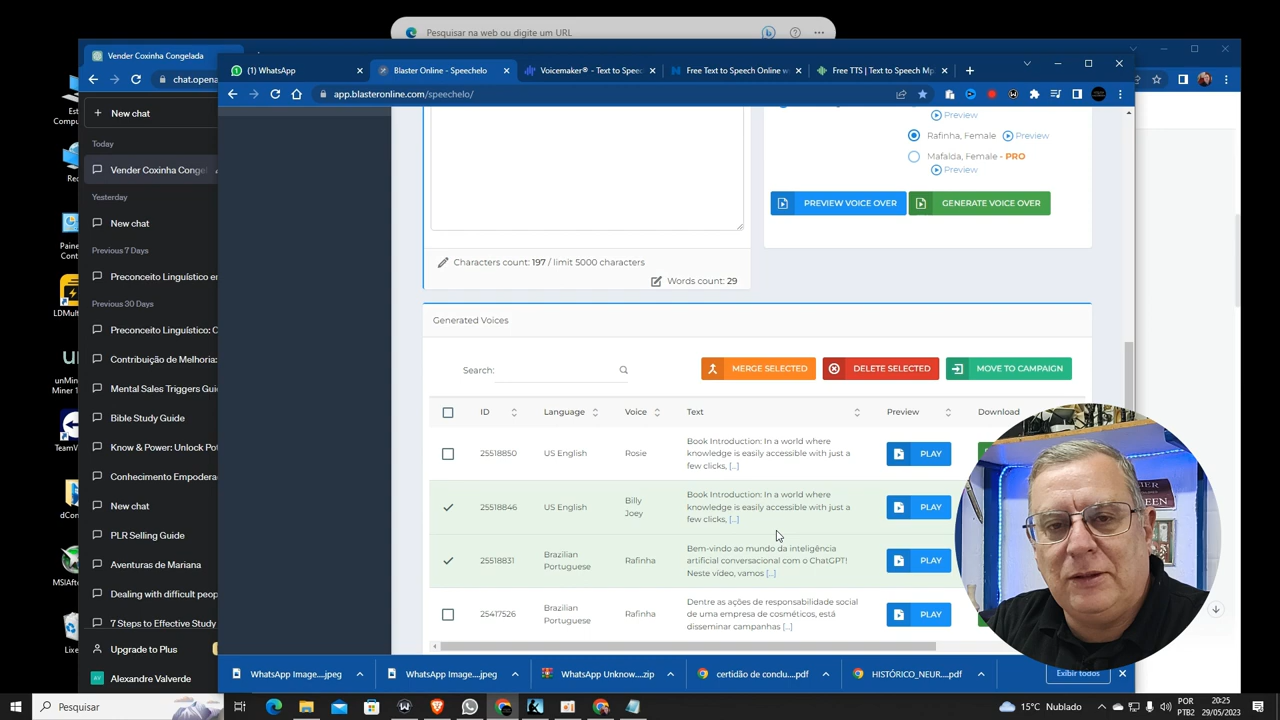 Pesquisar na web ou digite um URL
Vender Coxinha Congelada
chat.open
New chat
Today
Vender Coxinha Congel
Yesterday
New chat
Previous 7 Days
Preconceito Linguístico e
Previous 30 Days
Preconceito Linguístico: C
Contribuição de Melhoria:
Mental Sales Triggers Gui
Bible Study Guide
Know & Power: Unlock Po
Conhecimento Empodera
New chat
PLR Selling Guide
Aventuras de Mariana
Dealing with difficult peop
7 Steps to Effective Study
Upgrade to Plus
AV
Alexandre Valverde
(1) WhatsApp
Blaster Online - Speechelo
Voicemaker® - Text to Speec
Free Text to Speech Online w
Free TTS | Text to Speech Mp
app.blasteronline.com/speechelo/
Preview
Rafinha, Female
Preview
Mafalda, Female - PRO
Preview
PREVIEW VOICE OVER
GENERATE VOICE OVER
Characters count: 197 / limit 5000 characters
Words count: 29
Generated Voices
Search:
MERGE SELECTED
DELETE SELECTED
MOVE TO CAMPAIGN
ID Language Voice Text Preview Download
25518850 US English Rosie
Book Introduction: In a world where
knowledge is easily accessible with just a
few clicks, [...]
PLAY
25518846 US English Billy
Joey
Book Introduction: In a world where
knowledge is easily accessible with just a
few clicks, [...]
PLAY
25518831 Brazilian
Portuguese
Rafinha
Bem-vindo ao mundo da inteligência
artificial conversacional com o ChatGPT!
Neste vídeo, vamos [...]
PLAY
25417526 Brazilian
Portuguese
Rafinha
Dentre as ações de responsabilidade social
de uma empresa de cosméticos, está
disseminar campanhas [...]
PLAY
WhatsApp Image....jpeg
WhatsApp Image....jpeg
WhatsApp Unknow....zip
certidão de conclu....pdf
HISTÓRICO_NEUR....pdf
Exibir todos
Pesquisar
15°C Nublado
POR
PTB2
20:25
29/05/2023